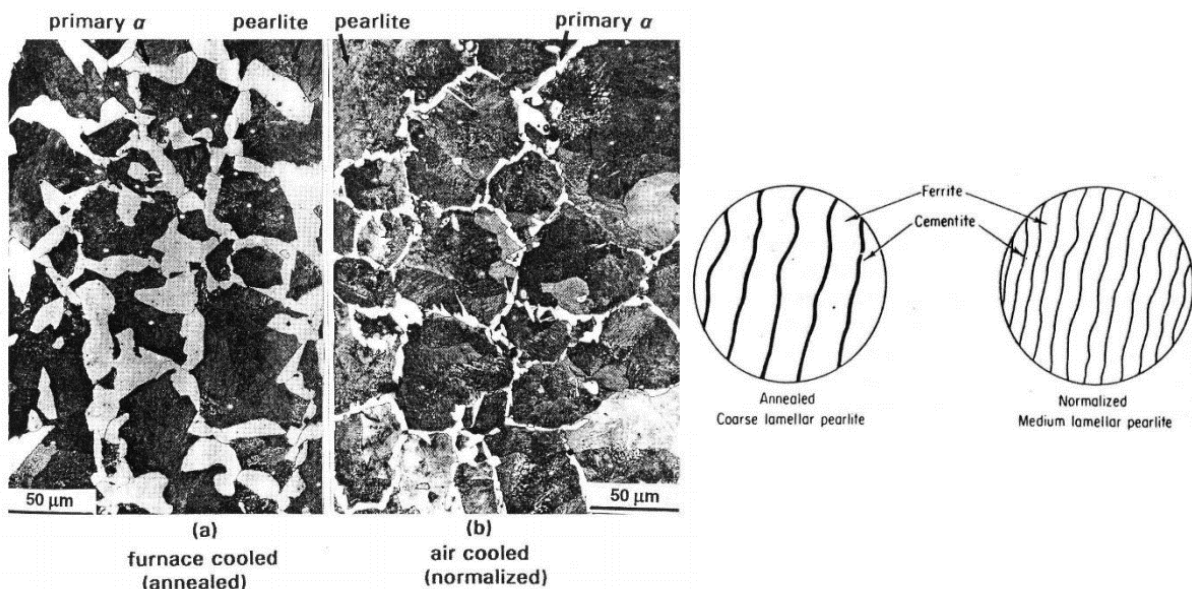 primary α
pearlite
pearlite
primary α
50 μm
50 μm
(a)
furnace cooled
(annealed)
(b)
air cooled
(normalized)
Ferrite
Cementite
Annealed
Coarse lamellar pearlite
Normalized
Medium lamellar pearlite